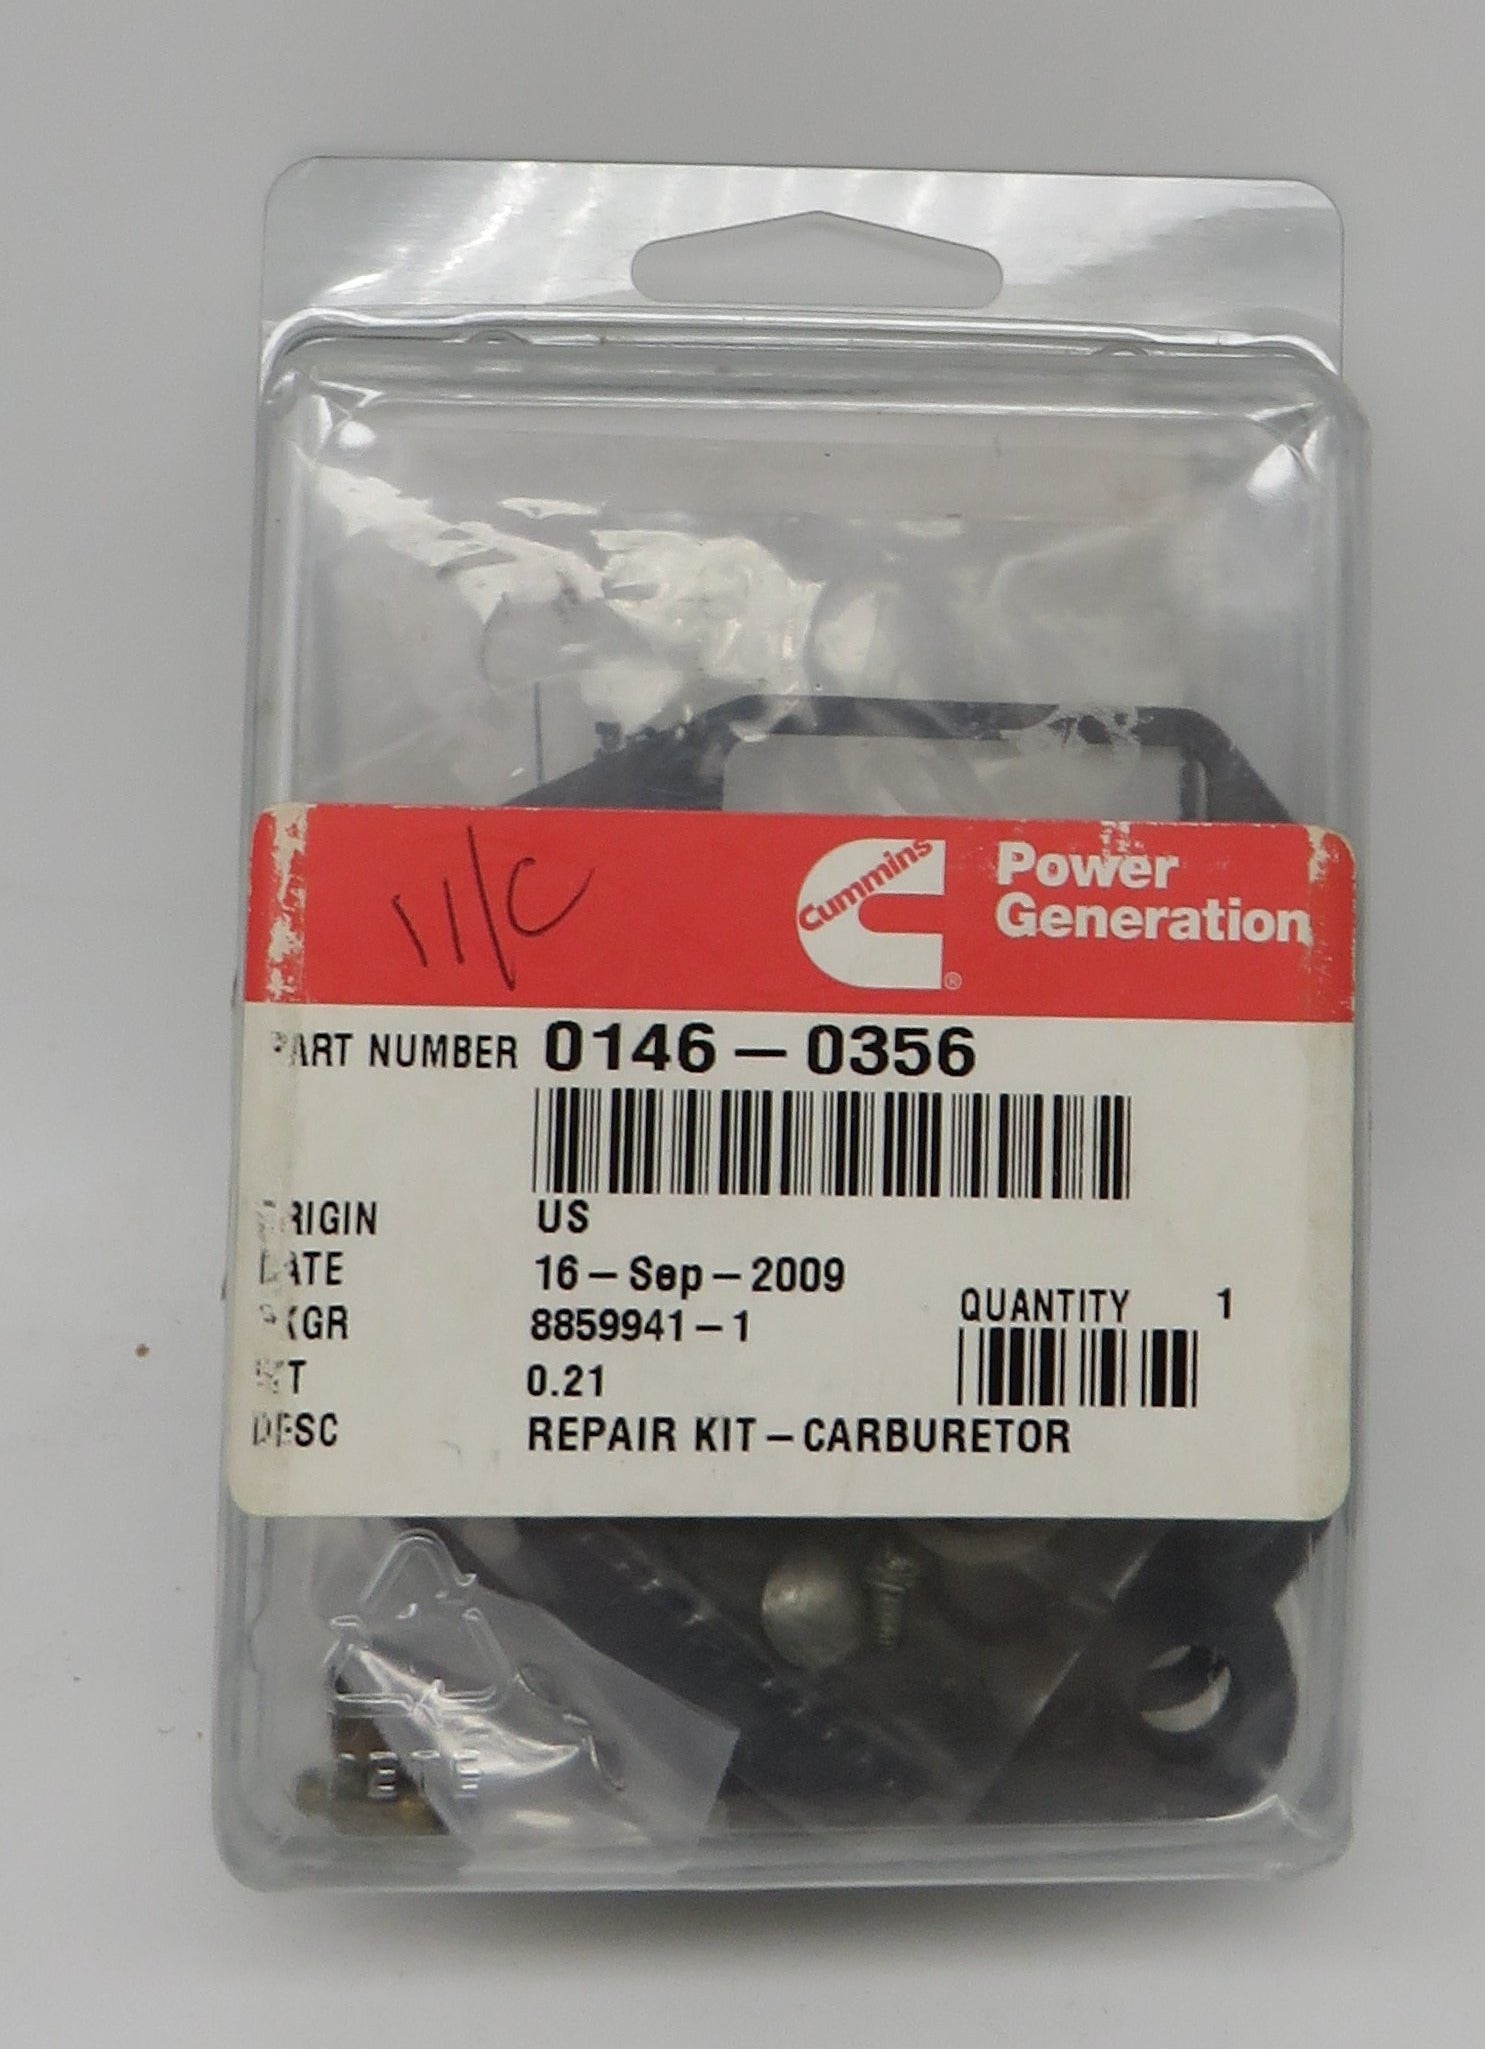 11/C
Cummins
Power
Generation
®
PART NUMBER 0146-0356
ORIGIN US
DATE 16-Sep-2009
PKGR 8859941-1
QUANTITY 1
WT 0.21
DESC REPAIR KIT-CARBURETOR
PETE